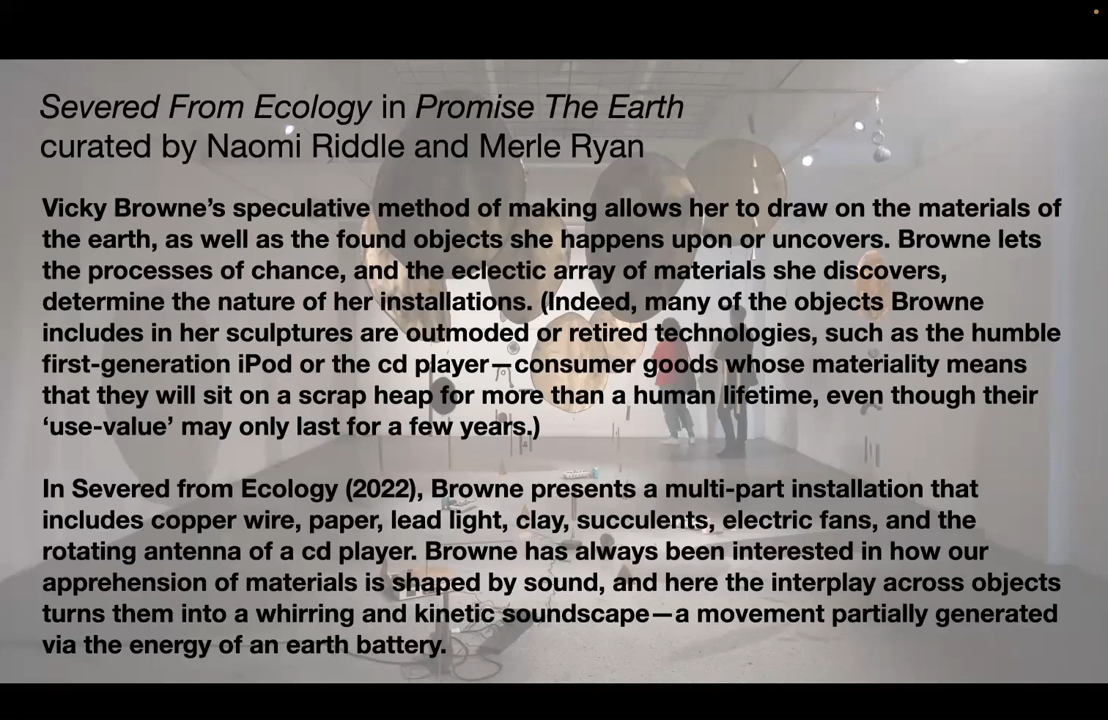 Severed From Ecology in Promise The Earth
curated by Naomi Riddle and Merle Ryan
Vicky Browne’s speculative method of making allows her to draw on the materials of
the earth, as well as the found objects she happens upon or uncovers. Browne lets
the processes of chance, and the eclectic array of materials she discovers,
determine the nature of her installations. (Indeed, many of the objects Browne
includes in her sculptures are outmoded or retired technologies, such as the humble
first-generation iPod or the cd player—consumer goods whose materiality means
that they will sit on a scrap heap for more than a human lifetime, even though their
‘use-value’ may only last for a few years.)
In Severed from Ecology (2022), Browne presents a multi-part installation that
includes copper wire, paper, lead light, clay, succulents, electric fans, and the
rotating antenna of a cd player. Browne has always been interested in how our
apprehension of materials is shaped by sound, and here the interplay across objects
turns them into a whirring and kinetic soundscape—a movement partially generated
via the energy of an earth battery.